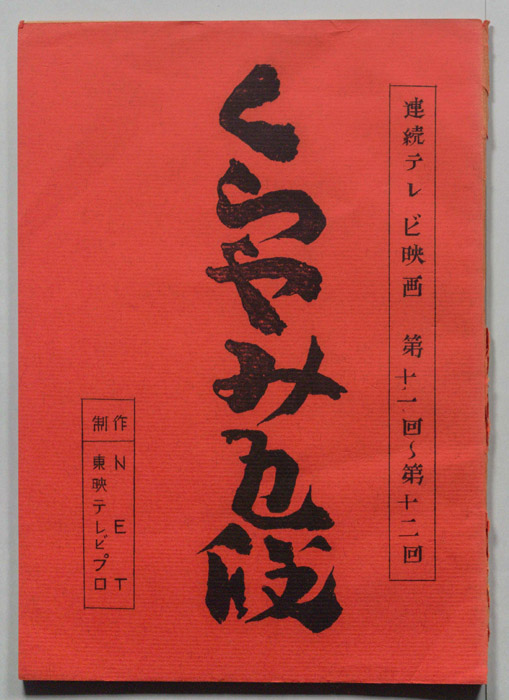 連続テレビ映画 第十一回～第十二回
くらやみ五段
制作
NET
東映テレビプロ